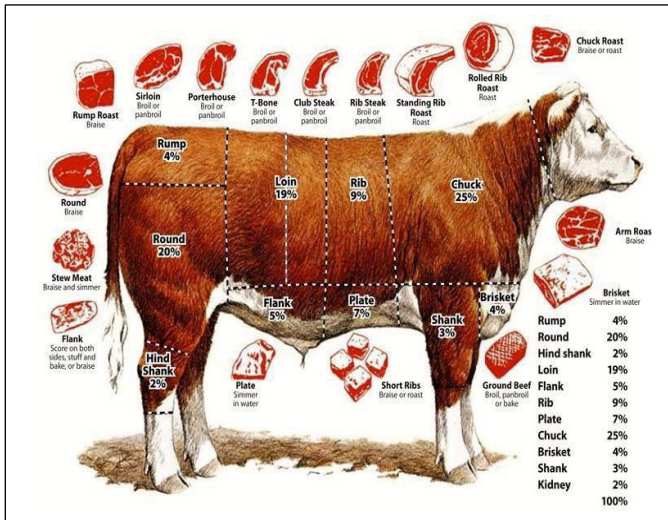 Rump Roast
Braise
Sirloin
Broil or
panbroil
Porterhouse
Broil or
panbroil
T-Bone
Broil or
panbroil
Club Steak
Broil or
panbroil
Rib Steak
Broil or
panbroil
Standing Rib
Roast
Roast
Rolled Rib
Roast
Roast
Chuck Roast
Braise or roast
Rump
4%
Loin
19%
Rib
9%
Chuck
25%
Round
Braise
Round
20%
Arm Roas
Braise
Stew Meat
Braise and simmer
Flank
Score on both
sides, stuff and
bake, or braise
Flank
5%
Plate
7%
Shank
3%
Brisket
4%
Hind
Shank
2%
Plate
Simmer
in water
Short Ribs
Braise or roast
Ground Beef
Broil, panbroil
or bake
Brisket
Simmer in water
Rump 4%
Round 20%
Hind shank 2%
Loin 19%
Flank 5%
Rib 9%
Plate 7%
Chuck 25%
Brisket 4%
Shank 3%
Kidney 2%
100%